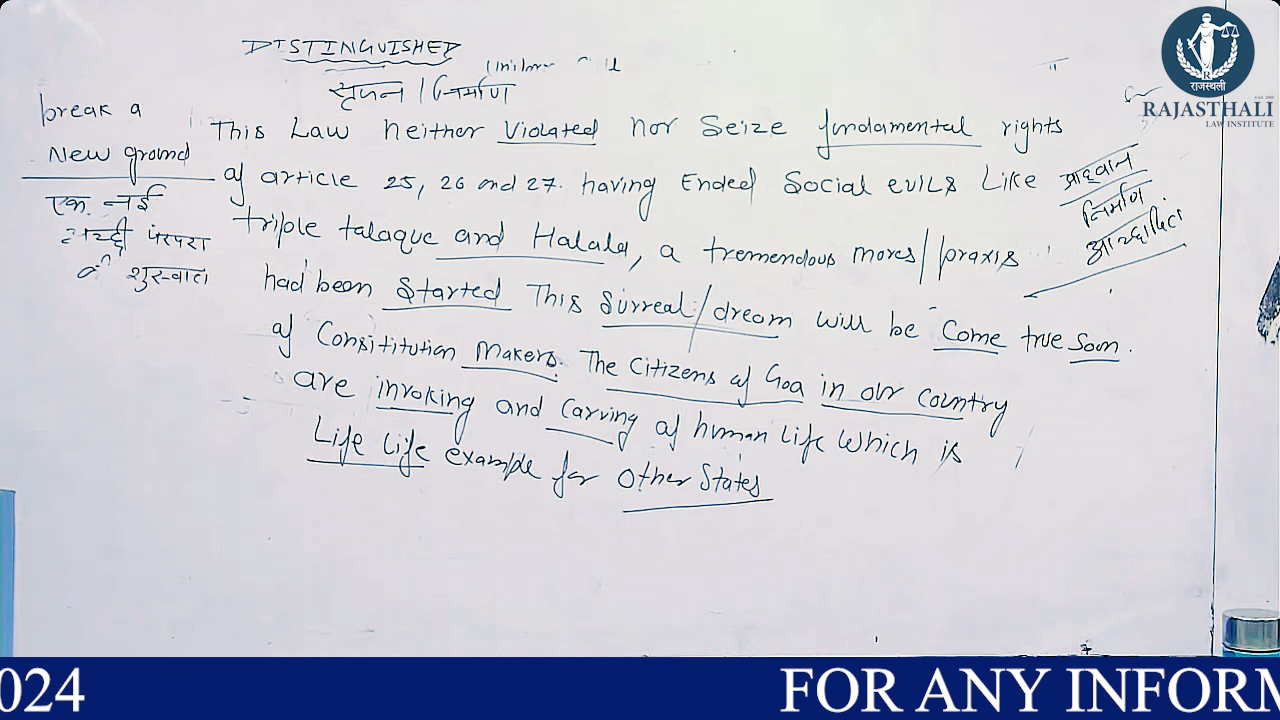 DISTINGUISHED
सृजन / निर्माण
break a
New ground
एक नई
अच्छी परंपरा
की शुरुवात
This Law neither violated nor seize fundamental rights
of article 25, 26 and 27. having Ended Social evils Like
triple talaque and Halala, a tremendous mores/praxis
had been started This surreal/dream will be come true soon.
of Consititution Makers. The Citizens of Goa in our country
are invoking and carving of human life which is
Life Life example for other States
आह्वान
निर्माण
राजस्थली
RAJASTHALI
LAW INSTITUTE
024
FOR ANY INFORM